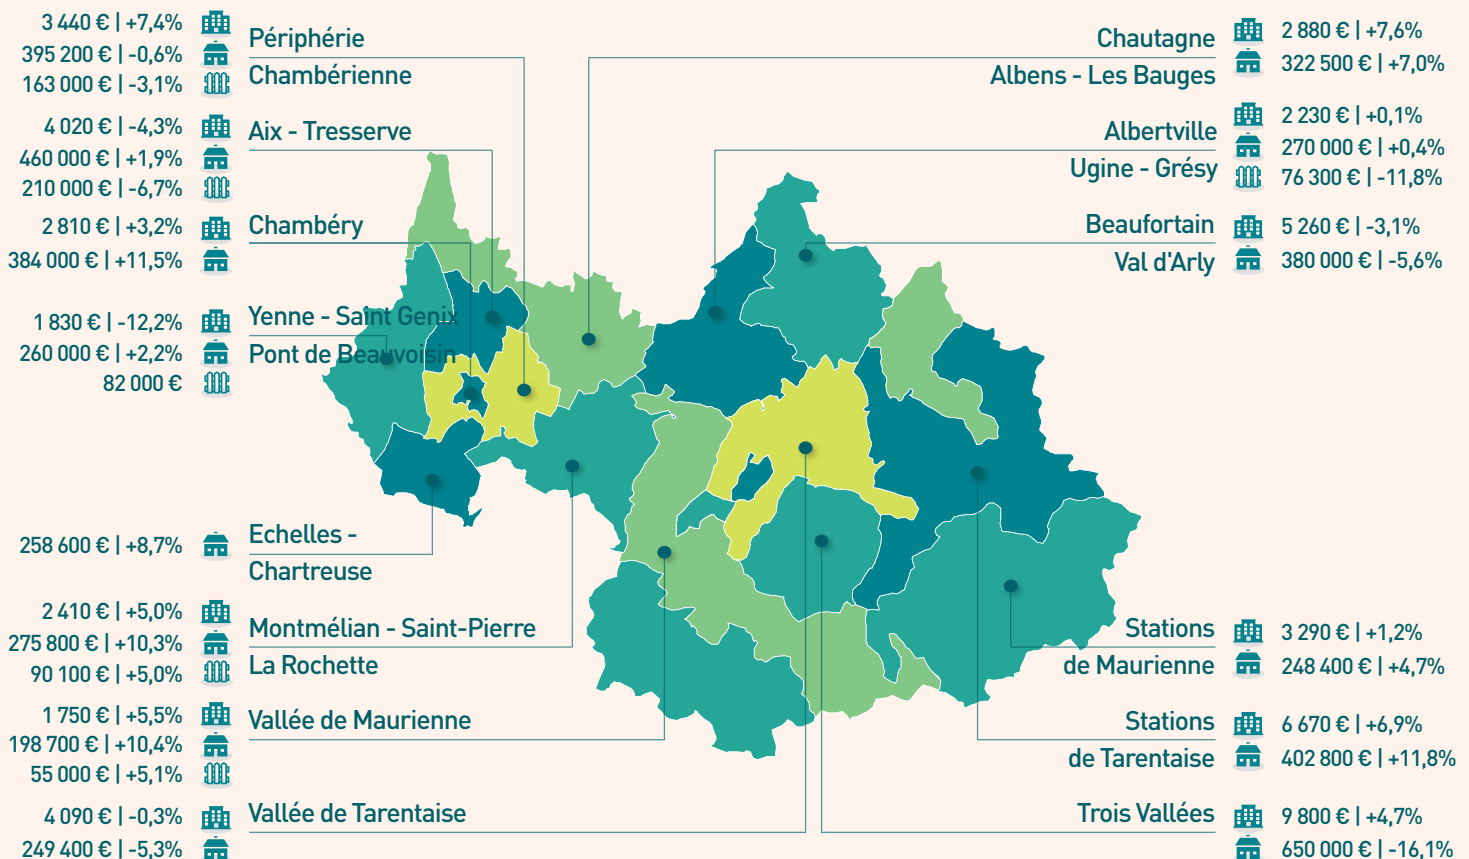 3 440 € | +7,4%
395 200 € | -0,6%
163 000 € | -3,1%
Périphérie
Chambérienne
4 020 € | -4,3%
460 000 € | +1,9%
210 000 € | -6,7%
Aix - Tresserve
2 810 € | +3,2%
384 000 € | +11,5%
Chambéry
1 830 € | -12,2%
260 000 € | +2,2%
82 000 €
Yenne - Saint Genix
Pont de Beauvoisin
258 600 € | +8,7%
Echelles -
Chartreuse
2 410 € | +5,0%
275 800 € | +10,3%
90 100 € | +5,0%
Montmélian - Saint-Pierre
La Rochette
1 750 € | +5,5%
198 700 € | +10,4%
55 000 € | +5,1%
Vallée de Maurienne
4 090 € | -0,3%
249 400 € | -5,3%
Vallée de Tarentaise
Chautagne
Albens - Les Bauges
2 880 € | +7,6%
322 500 € | +7,0%
Albertville
Ugine - Grésy
2 230 € | +0,1%
270 000 € | +0,4%
76 300 € | -11,8%
Beaufortain
Val d'Arly
5 260 € | -3,1%
380 000 € | -5,6%
Stations
de Maurienne
3 290 € | +1,2%
248 400 € | +4,7%
Stations
de Tarentaise
6 670 € | +6,9%
402 800 € | +11,8%
Trois Vallées
9 800 € | +4,7%
650 000 € | -16,1%